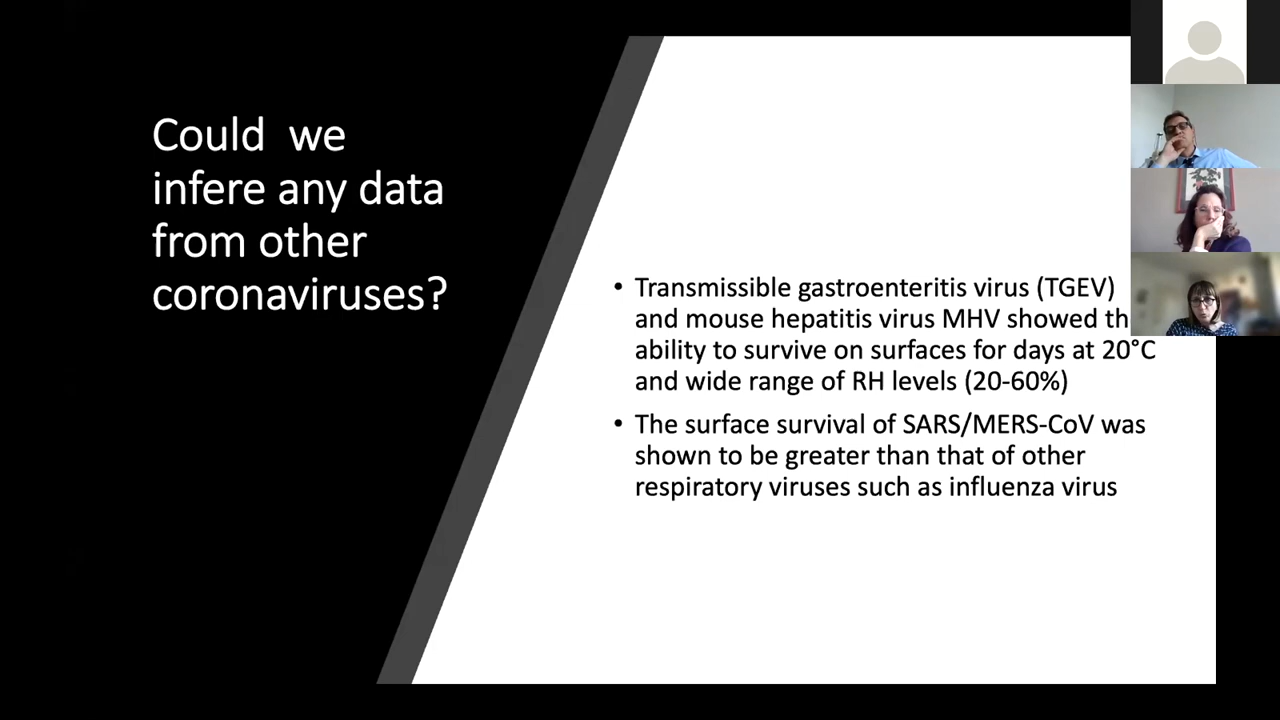 Could we
infere any data
from other
coronaviruses?
• Transmissible gastroenteritis virus (TGEV)
and mouse hepatitis virus MHV showed th
ability to survive on surfaces for days at 20°C
and wide range of RH levels (20-60%)
• The surface survival of SARS/MERS-CoV was
shown to be greater than that of other
respiratory viruses such as influenza virus